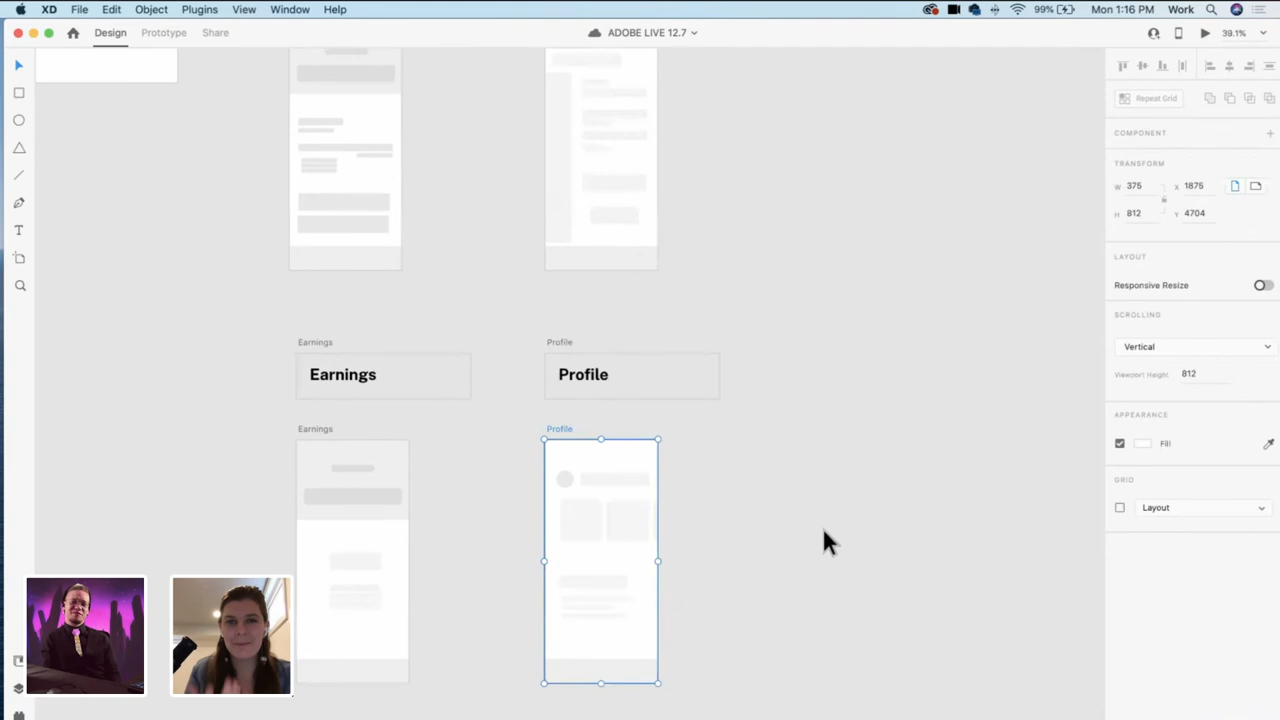 XD File Edit Object Plugins View Window Help
99% Mon 1:16 PM Work
Design Prototype Share
ADOBE LIVE 12.7
39.1%
Repeat Grid
COMPONENT
TRANSFORM
W 375 X 1875
H 812 Y 4704
LAYOUT
Responsive Resize
SCROLLING
Vertical
Viewport Height 812
APPEARANCE
Fill
GRID
Layout
Earnings
Profile
Earnings
Profile
Earnings
Profile
T